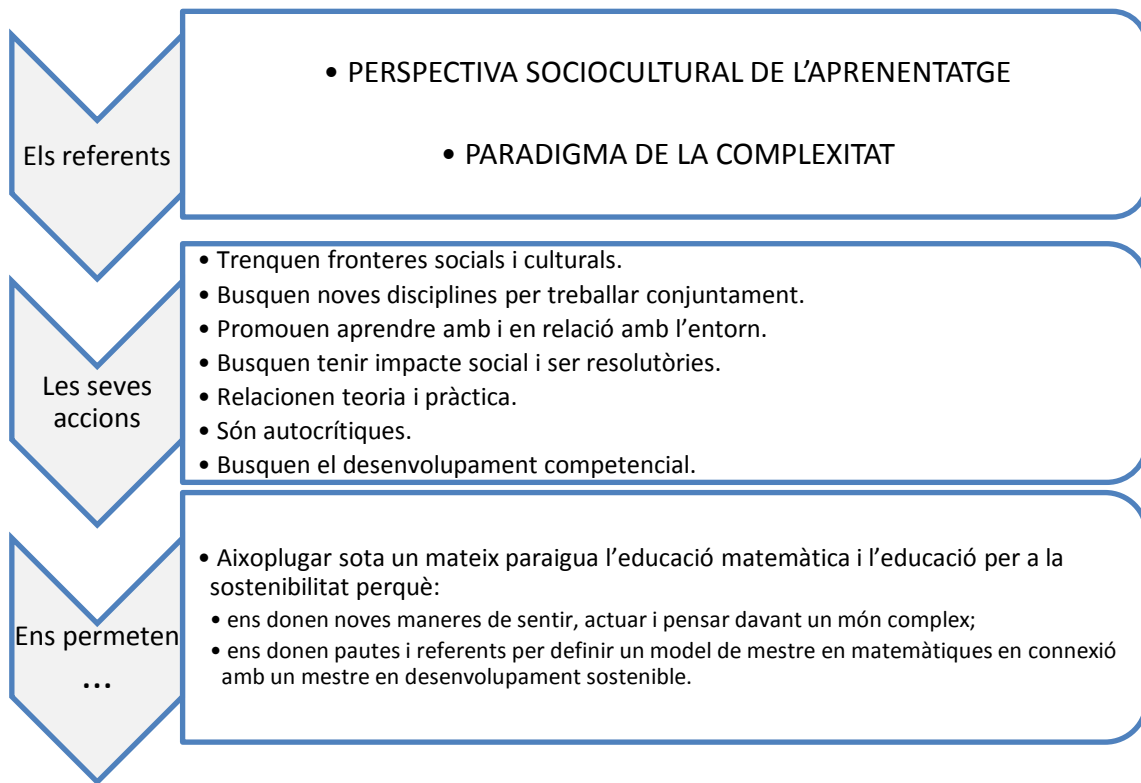 Els referents
• PERSPECTIVA SOCIOCULTURAL DE L'APRENENTATGE
• PARADIGMA DE LA COMPLEXITAT
Les seves
accions
• Trenquen fronteres socials i culturals.
• Busquen noves disciplines per treballar conjuntament.
• Promouen aprendre amb i en relació amb l'entorn.
• Busquen tenir impacte social i ser resolutòries.
• Relacionen teoria i pràctica.
• Són autocrítiques.
• Busquen el desenvolupament competencial.
Ens permeten
...
• Aixoplugar sota un mateix paraigua l'educació matemàtica i l'educació per a la
sostenibilitat perquè:
• ens donen noves maneres de sentir, actuar i pensar davant un món complex;
• ens donen pautes i referents per definir un model de mestre en matemàtiques en connexió
amb un mestre en desenvolupament sostenible.